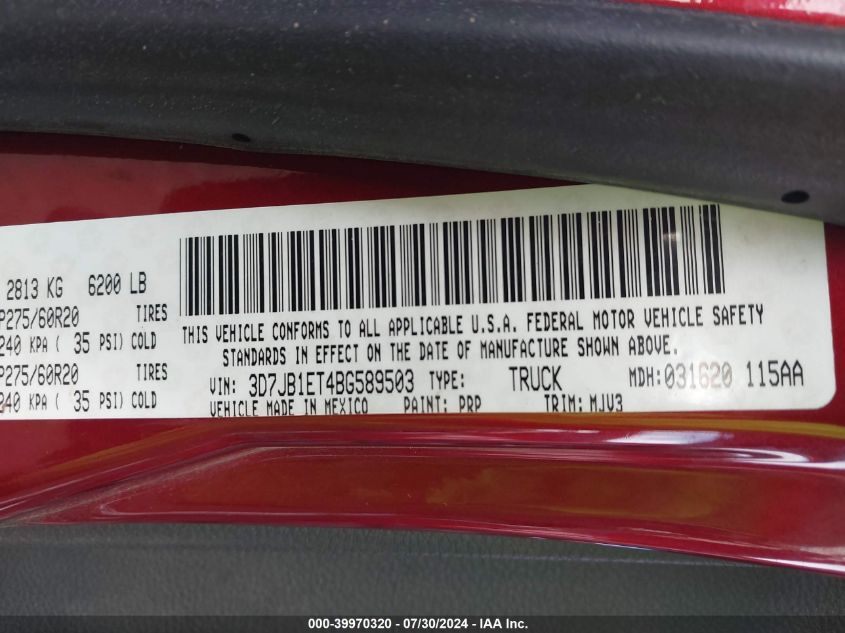 2813 KG 6200 LB
P275/60R20 TIRES
240 KPA ( 35 PSI) COLD
P275/60R20 TIRES
240 KPA ( 35 PSI) COLD
THIS VEHICLE CONFORMS TO ALL APPLICABLE U.S.A. FEDERAL MOTOR VEHICLE SAFETY
STANDARDS IN EFFECT ON THE DATE OF MANUFACTURE SHOWN ABOVE.
VIN: 3D7JB1ET4BG589503 TYPE: TRUCK MDH: 031620 115AA
VEHICLE MADE IN MEXICO PAINT: PRP TRIM: MJV3
000-39970320 - 07/30/2024 - IAA Inc.